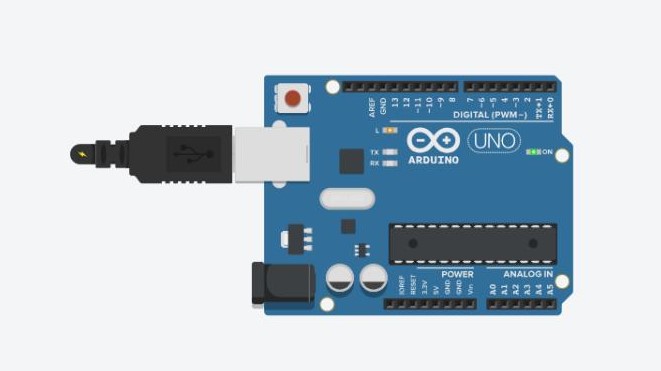 AREF
GND
13
12
~11
~10
~9
8
7
~6
~5
4
~3
2
TX→1
RX←0
DIGITAL (PWM~)
L
TX
RX
ARDUINO
UNO
ON
POWER
ANALOG IN
IOREF
RESET
3.3V
5V
GND
GND
Vin
A0
A1
A2
A3
A4
A5